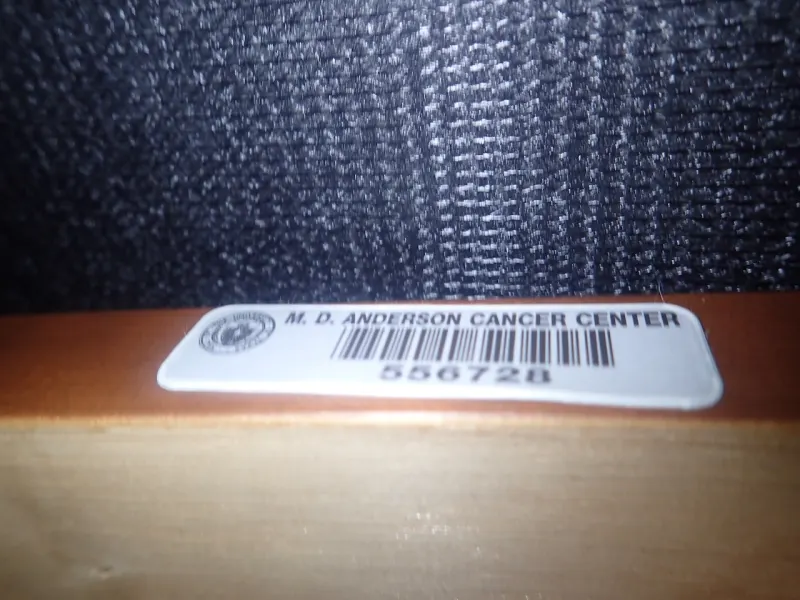 M. D. ANDERSON CANCER CENTER
556728